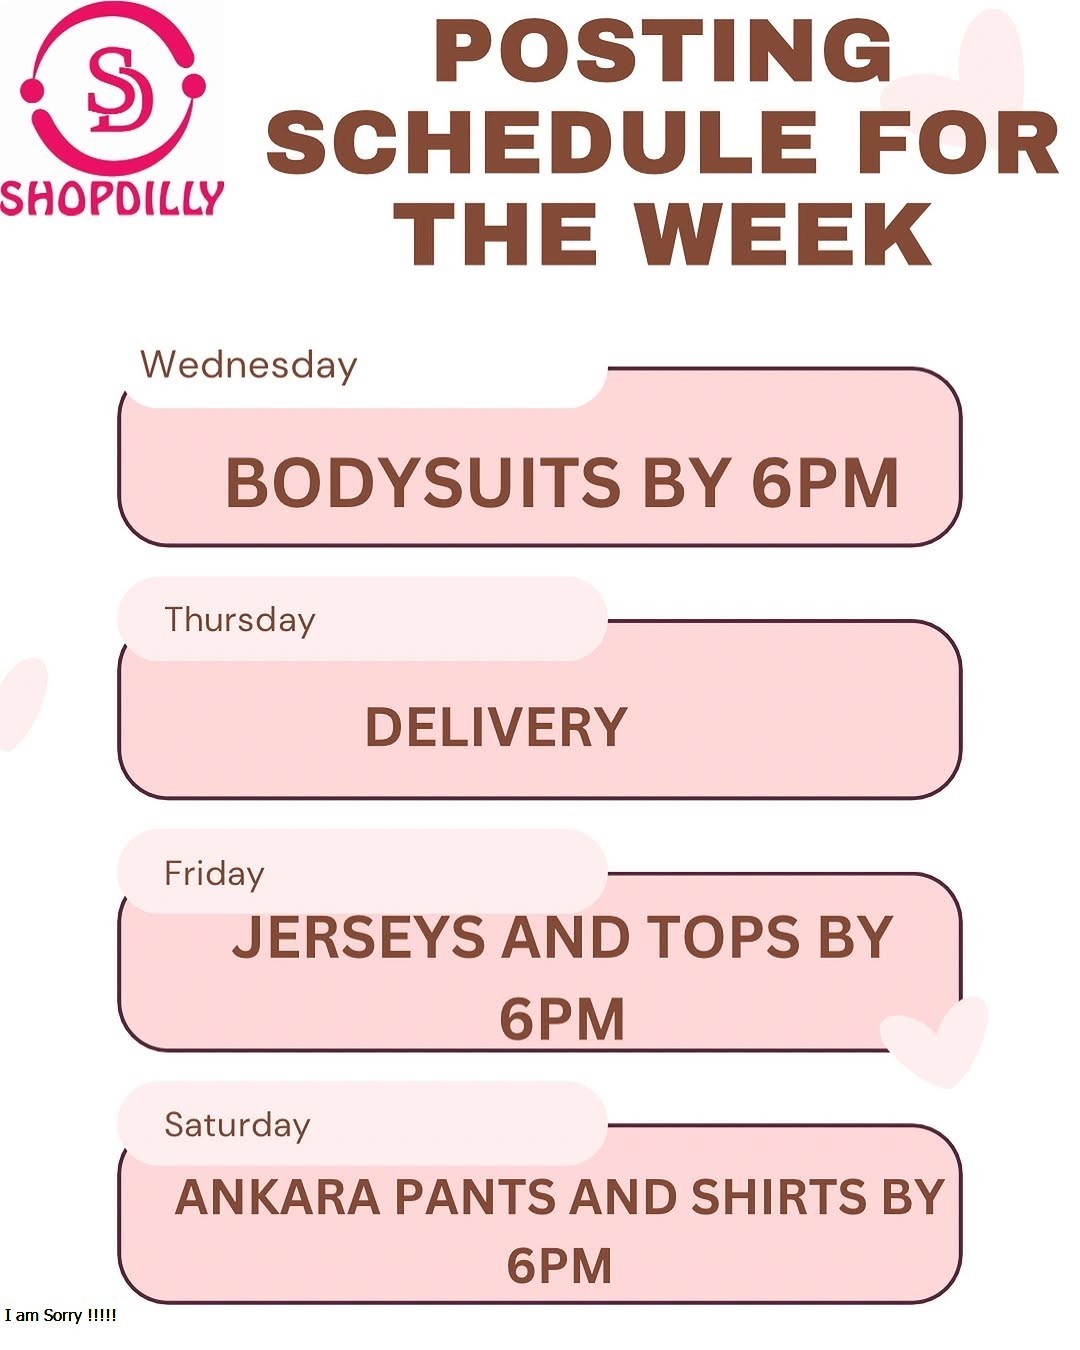 SD
SHOPDILLY
POSTING
SCHEDULE FOR
THE WEEK
Wednesday
BODYSUITS BY 6PM
Thursday
DELIVERY
Friday
JERSEYS AND TOPS BY
6PM
Saturday
ANKARA PANTS AND SHIRTS BY
6PM
I am Sorry !!!!!